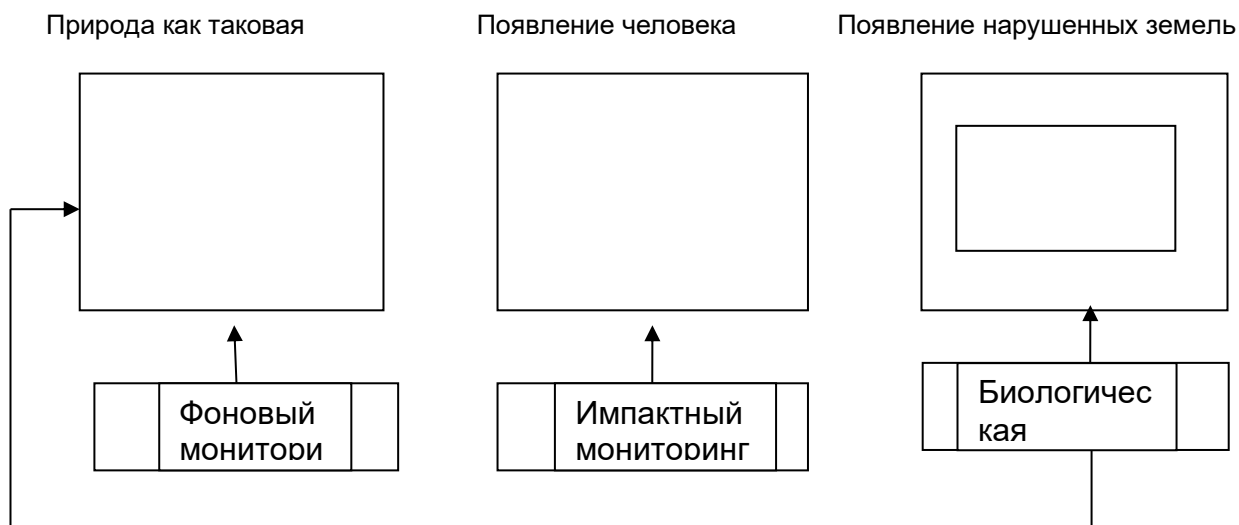 Природа как таковая
Появление человека
Появление нарушенных земель
Фоновый
монитори
Импактный
мониторинг
Биологичес
кая